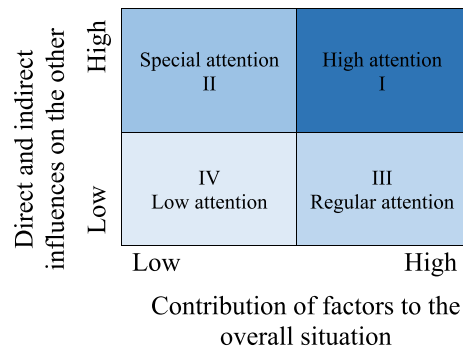 Direct and indirect
influences on the other
High
Low
Special attention
II
High attention
I
IV
Low attention
III
Regular attention
Low
High
Contribution of factors to the
overall situation